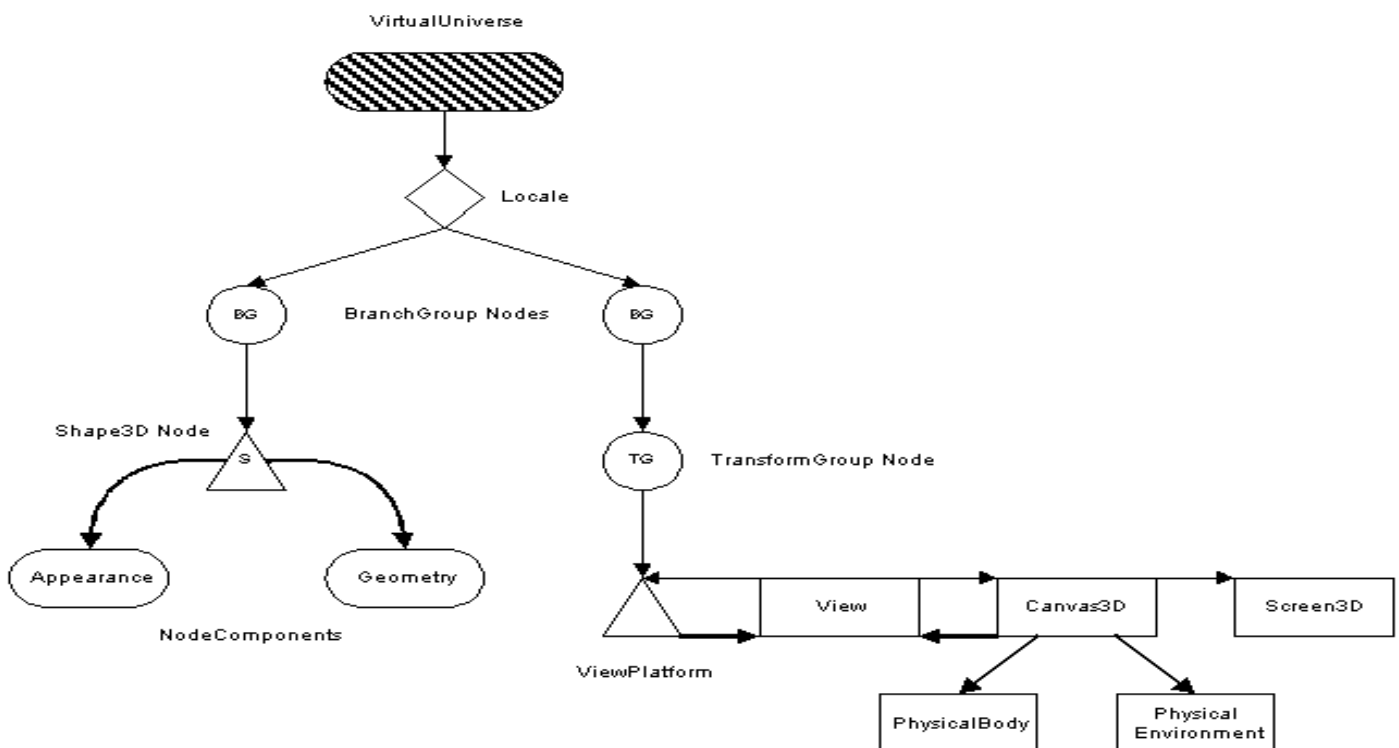 VirtualUniverse
Locale
BG
BranchGroup Nodes
BG
Shape3D Node
S
TG
TransformGroup Node
Appearance
Geometry
View
Canvas3D
Screen3D
NodeComponents
ViewPlatform
PhysicalBody
Physical
Environment